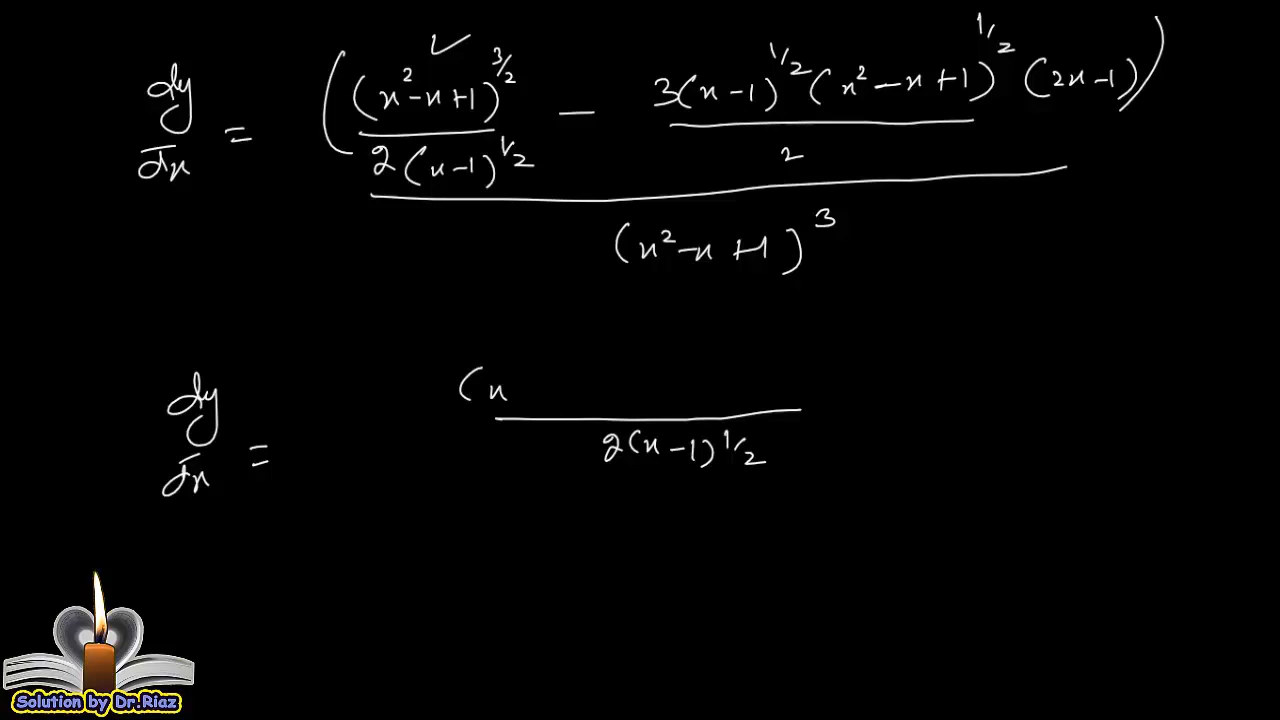 dy/dx = ( (x²-x+1)^3/2 / 2(x-1)^1/2 - 3(x-1)^1/2 (x²-x+1)^1/2 (2x-1) / 2 ) / (x²-x+1)³
dy/dx = (x / 2(x-1)^1/2
Solution by Dr.Riaz